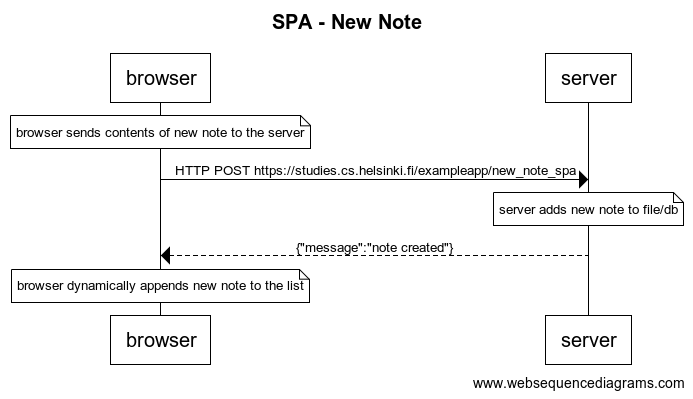 SPA - New Note
browser
server
browser sends contents of new note to the server
HTTP POST https://studies.cs.helsinki.fi/exampleapp/new_note_spa
server adds new note to file/db
{"message":"note created"}
browser dynamically appends new note to the list
browser
server
www.websequencediagrams.com